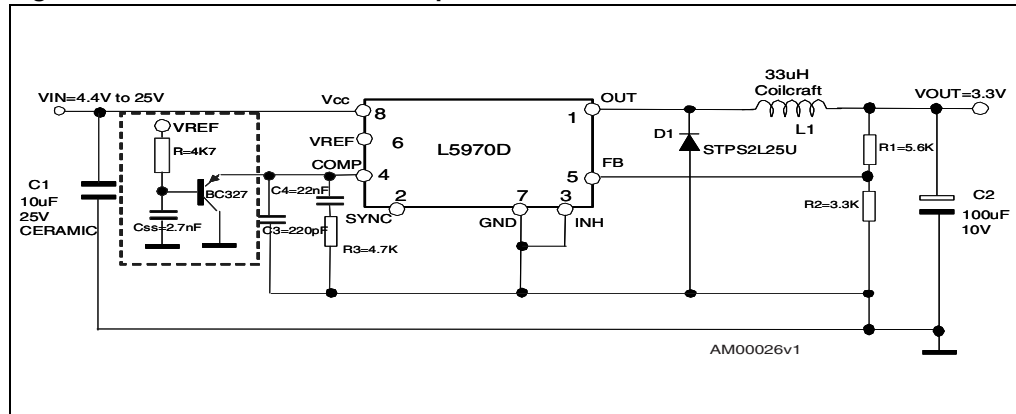 33uH
Coilcraft
VIN=4.4V to 25V
Vcc
OUT
VOUT=3.3V
8
1
L1
VREF
VREF
6
L5970D
D1
STPS2L25U
R1=5.6K
R=4K7
COMP
4
FB
5
BC327
C4=22nF
2
7
3
C1
10uF
25V
CERAMIC
Css=2.7nF
C3=220pF
SYNC
GND
INH
R2=3.3K
C2
100uF
10V
R3=4.7K
AM00026v1